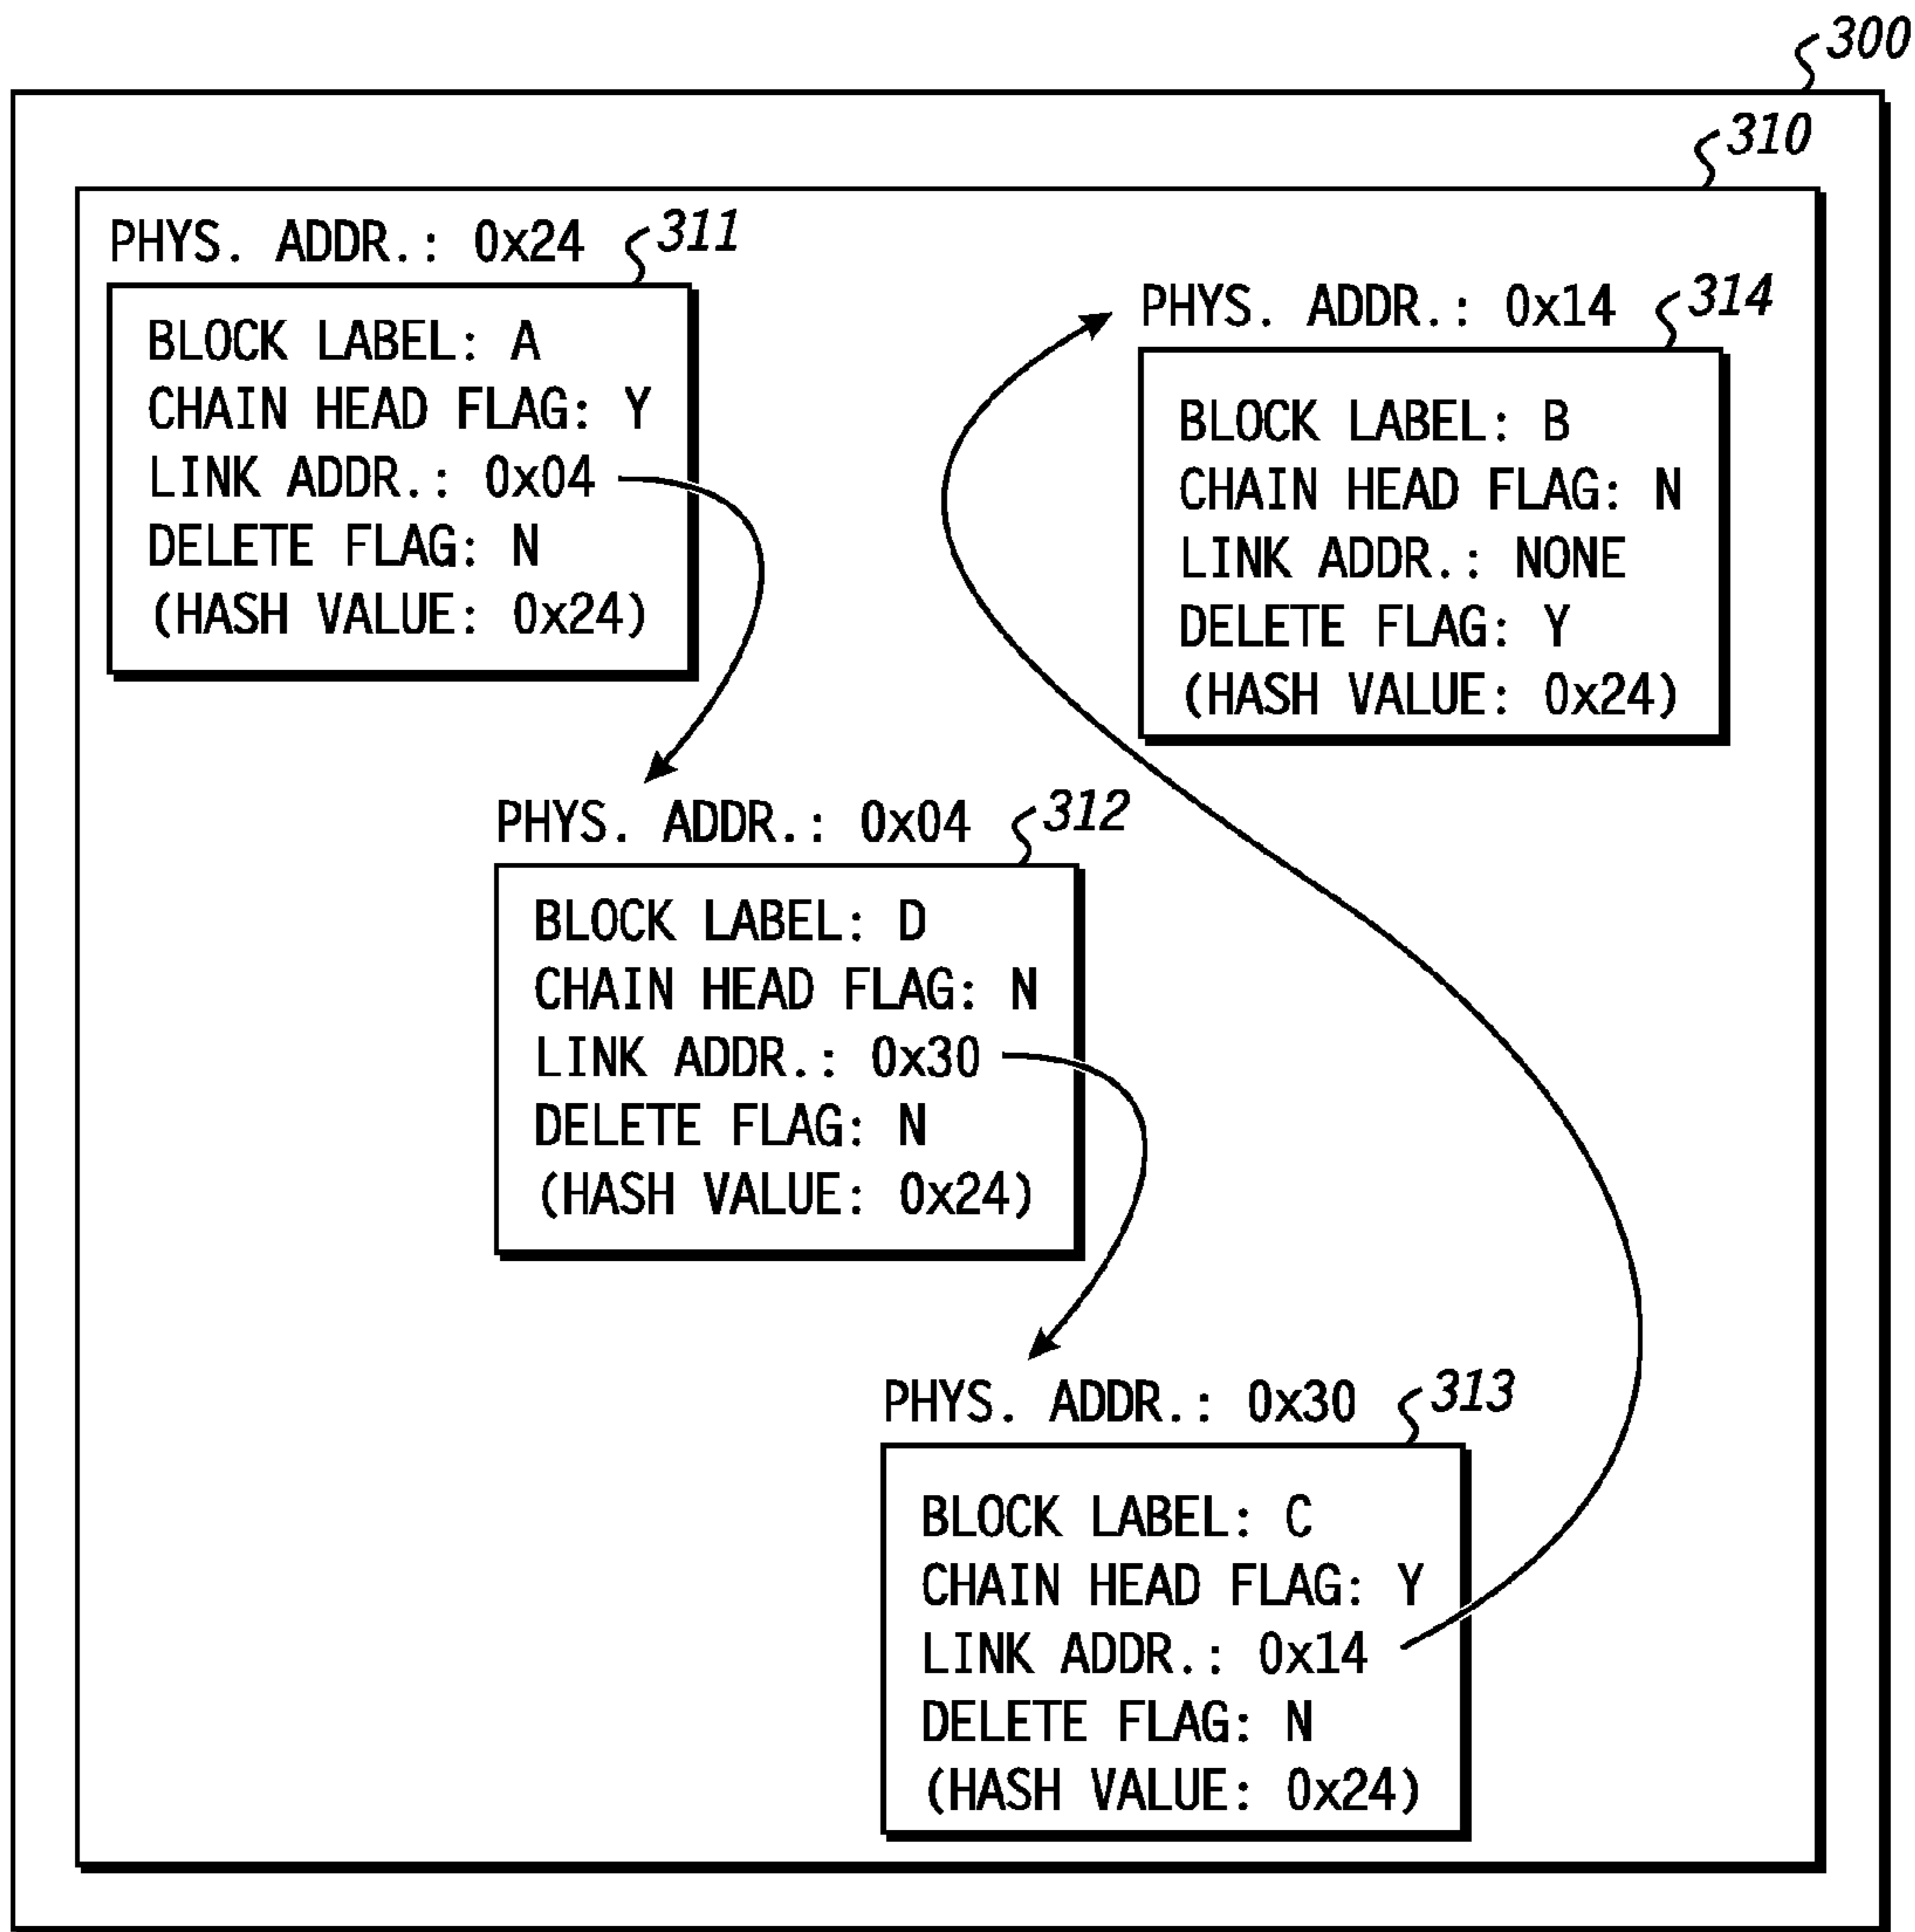 300
310
PHYS. ADDR.: 0x24
311
BLOCK LABEL: A
CHAIN HEAD FLAG: Y
LINK ADDR.: 0x04
DELETE FLAG: N
(HASH VALUE: 0x24)
PHYS. ADDR.: 0x14
314
BLOCK LABEL: B
CHAIN HEAD FLAG: N
LINK ADDR.: NONE
DELETE FLAG: Y
(HASH VALUE: 0x24)
PHYS. ADDR.: 0x04
312
BLOCK LABEL: D
CHAIN HEAD FLAG: N
LINK ADDR.: 0x30
DELETE FLAG: N
(HASH VALUE: 0x24)
PHYS. ADDR.: 0x30
313
BLOCK LABEL: C
CHAIN HEAD FLAG: Y
LINK ADDR.: 0x14
DELETE FLAG: N
(HASH VALUE: 0x24)